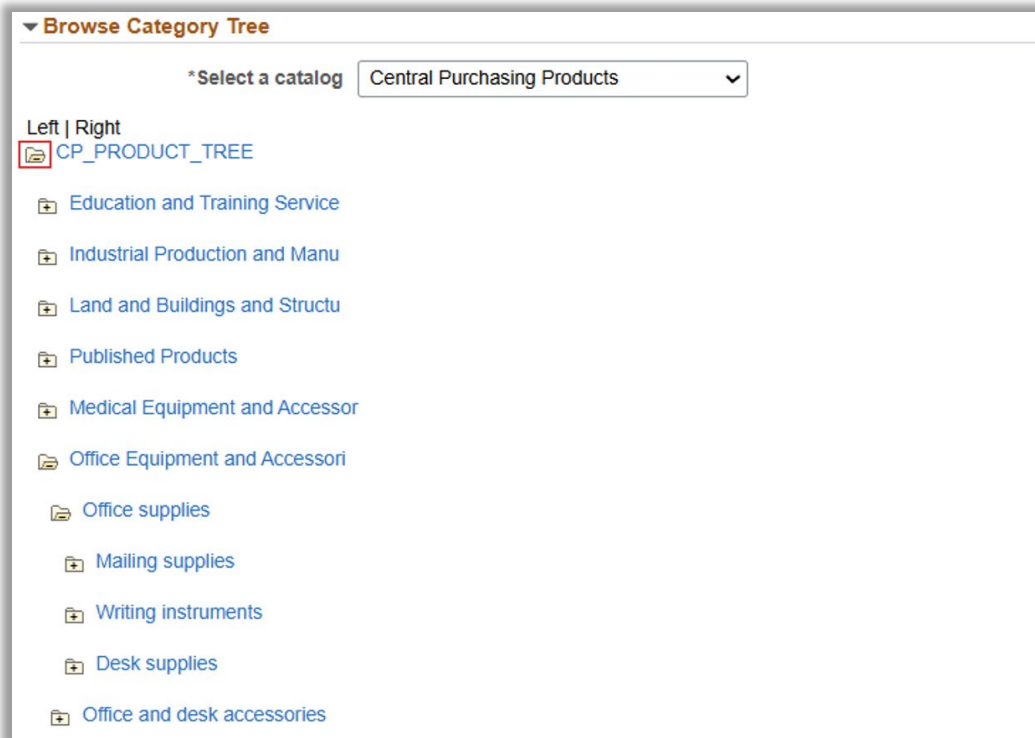 Browse Category Tree
*Select a catalog Central Purchasing Products
Left | Right
CP_PRODUCT_TREE
Education and Training Service
Industrial Production and Manu
Land and Buildings and Structu
Published Products
Medical Equipment and Accessor
Office Equipment and Accessori
Office supplies
Mailing supplies
Writing instruments
Desk supplies
Office and desk accessories